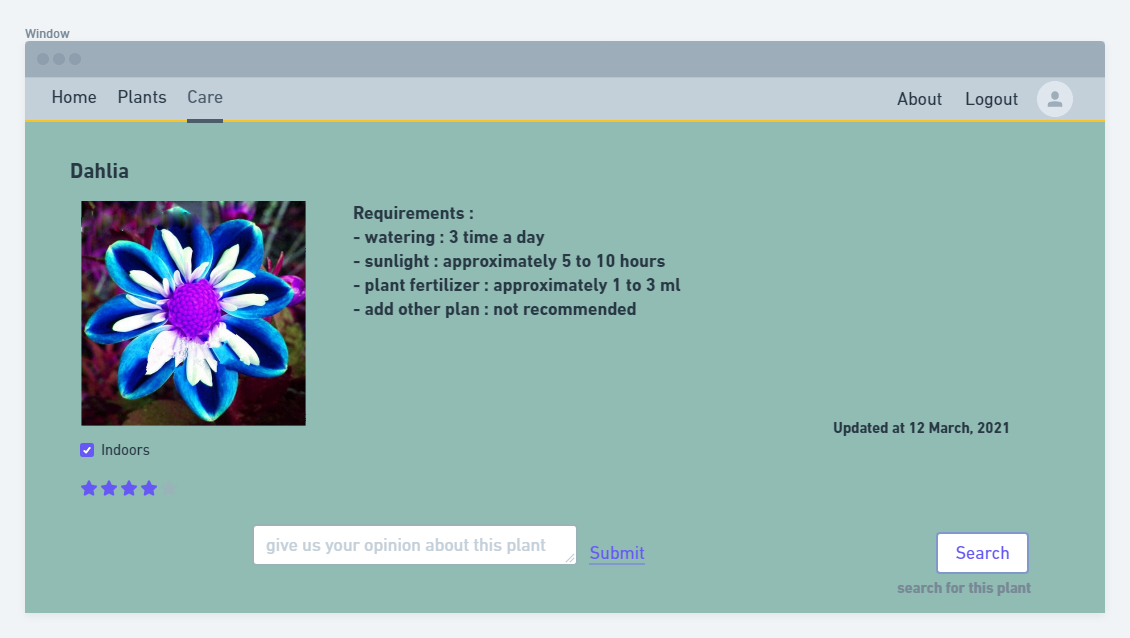 Window
Home Plants Care About Logout
Dahlia
Requirements :
- watering : 3 time a day
- sunlight : approximately 5 to 10 hours
- plant fertilizer : approximately 1 to 3 ml
- add other plan : not recommended
Updated at 12 March, 2021
Indoors
give us your opinion about this plant
Submit
Search
search for this plant